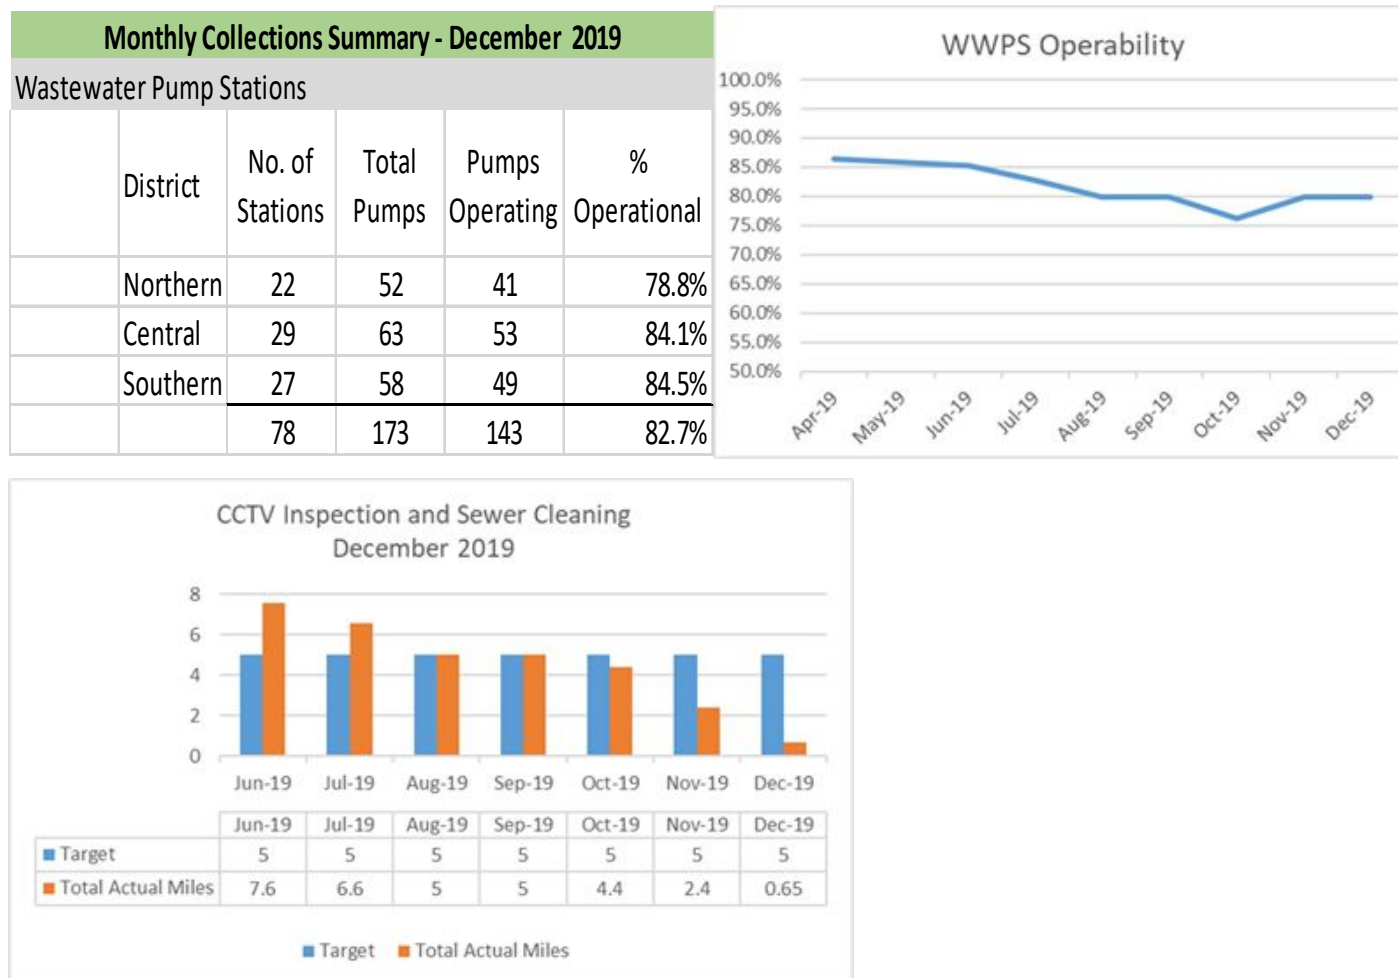 Monthly Collections Summary - December 2019
Wastewater Pump Stations
District No. of Stations Total Pumps Pumps Operating % Operational
Northern 22 52 41 78.8%
Central 29 63 53 84.1%
Southern 27 58 49 84.5%
78 173 143 82.7%
WWPS Operability
100.0%
95.0%
90.0%
85.0%
80.0%
75.0%
70.0%
65.0%
60.0%
55.0%
50.0%
Apr-19 May-19 Jun-19 Jul-19 Aug-19 Sep-19 Oct-19 Nov-19 Dec-19
CCTV Inspection and Sewer Cleaning
December 2019
8
6
4
2
0
Jun-19 Jul-19 Aug-19 Sep-19 Oct-19 Nov-19 Dec-19
Jun-19 Jul-19 Aug-19 Sep-19 Oct-19 Nov-19 Dec-19
Target 5 5 5 5 5 5 5
Total Actual Miles 7.6 6.6 5 5 4.4 2.4 0.65
Target Total Actual Miles